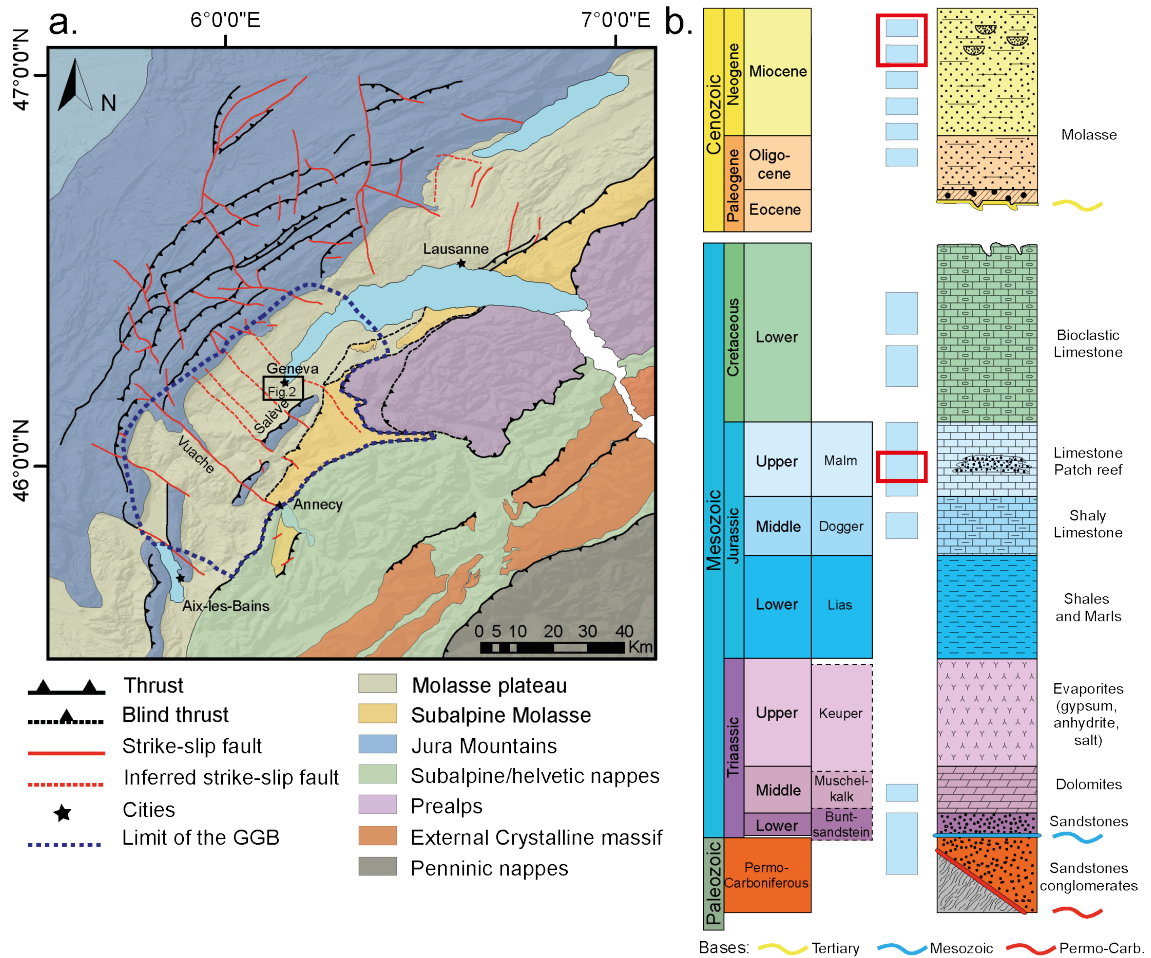 a.
6°0'0"E
7°0'0"E
47°0'0"N
46°0'0"N
N
Lausanne
Geneva
Fig.2
Salève
Vuache
Annecy
Aix-les-Bains
0 5 10 20 30 40
Km
Thrust
Blind thrust
Strike-slip fault
Inferred strike-slip fault
Cities
Limit of the GGB
Molasse plateau
Subalpine Molasse
Jura Mountains
Subalpine/helvetic nappes
Prealps
External Crystalline massif
Penninic nappes
b.
Cenozoic
Neogene
Miocene
Paleogene
Oligo-
cene
Eocene
Molasse
Mesozoic
Cretaceous
Lower
Bioclastic
Limestone
Jurassic
Upper
Malm
Limestone
Patch reef
Middle
Dogger
Shaly
Limestone
Lower
Lias
Shales
and Marls
Triaassic
Upper
Keuper
Evaporites
(gypsum,
anhydrite,
salt)
Middle
Muschel-
kalk
Dolomites
Lower
Bunt-
sandstein
Sandstones
Paleozoic
Permo-
Carboniferous
Sandstones
conglomerates
Bases: Tertiary Mesozoic Permo-Carb.